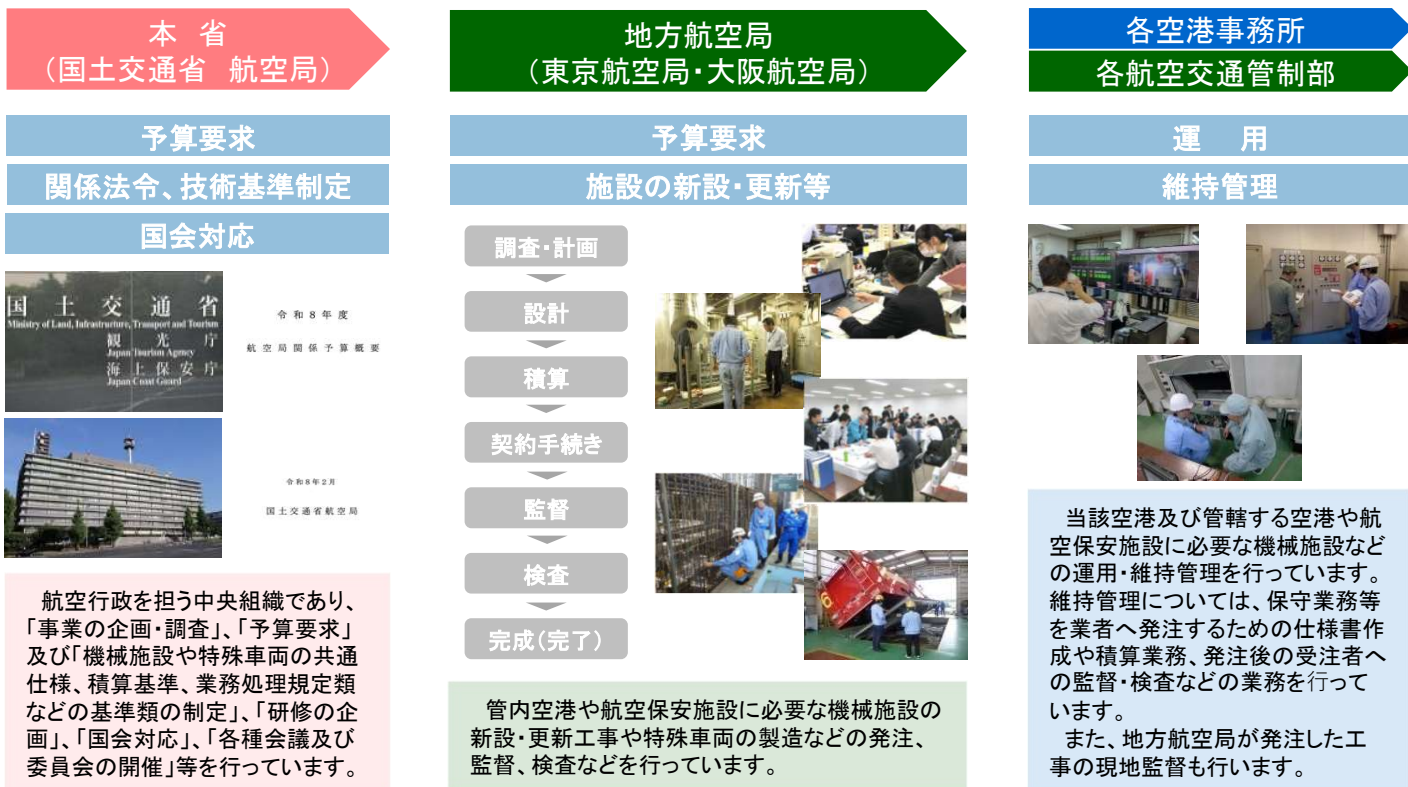 本 省
（国土交通省 航空局）
予算要求
関係法令、技術基準制定
国会対応
国 土 交 通 省
Ministry of Land, Infrastructure, Transport and Tourism
観 光 庁
Japan Tourism Agency
海 上 保 安 庁
Japan Coast Guard
令和８年度
航空局関係予算概要
令和８年２月
国土交通省航空局
航空行政を担う中央組織であり、
「事業の企画・調査」、「予算要求」
及び「機械施設や特殊車両の共通
仕様、積算基準、業務処理規定類
などの基準類の制定」、「研修の企
画」、「国会対応」、「各種会議及び
委員会の開催」等を行っています。
地方航空局
（東京航空局・大阪航空局）
予算要求
施設の新設・更新等
調査・計画
設計
積算
契約手続き
監督
検査
完成（完了）
6
管内空港や航空保安施設に必要な機械施設の
新設・更新工事や特殊車両の製造などの発注、
監督、検査などを行っています。
各空港事務所
各航空交通管制部
運 用
維持管理
当該空港及び管轄する空港や航
空保安施設に必要な機械施設など
の運用・維持管理を行っています。
維持管理については、保守業務等
を業者へ発注するための仕様書作
成や積算業務、発注後の受注者へ
の監督・検査などの業務を行って
います。
また、地方航空局が発注した工
事の現地監督も行います。